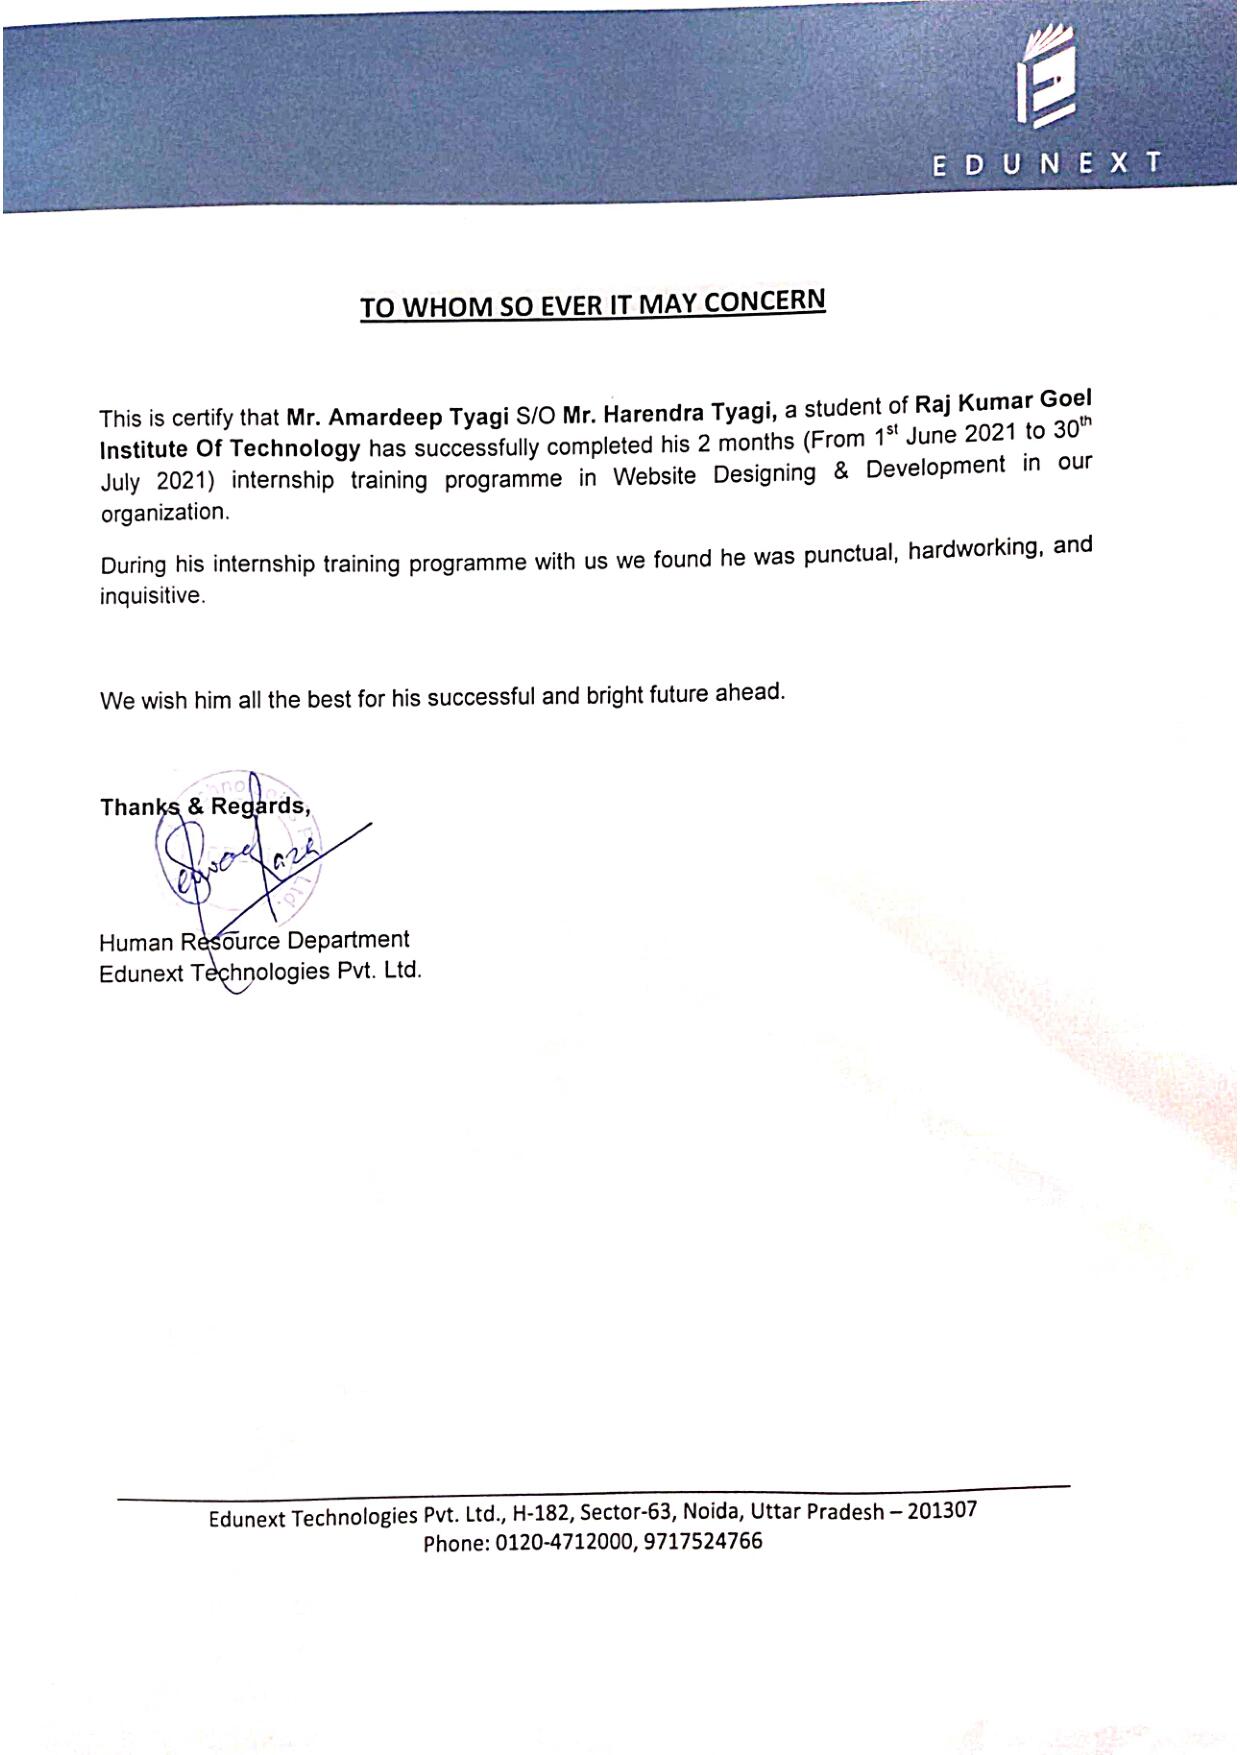 EDUNEXT
TO WHOM SO EVER IT MAY CONCERN
This is certify that Mr. Amardeep Tyagi S/O Mr. Harendra Tyagi, a student of Raj Kumar Goel
Institute Of Technology has successfully completed his 2 months (From 1st June 2021 to 30th
July 2021) internship training programme in Website Designing & Development in our
organization.
During his internship training programme with us we found he was punctual, hardworking, and
inquisitive.
We wish him all the best for his successful and bright future ahead.
Thanks & Regards,
Ltd.
Human Resource Department
Edunext Technologies Pvt. Ltd.
Edunext Technologies Pvt. Ltd., H-182, Sector-63, Noida, Uttar Pradesh – 201307
Phone: 0120-4712000, 9717524766